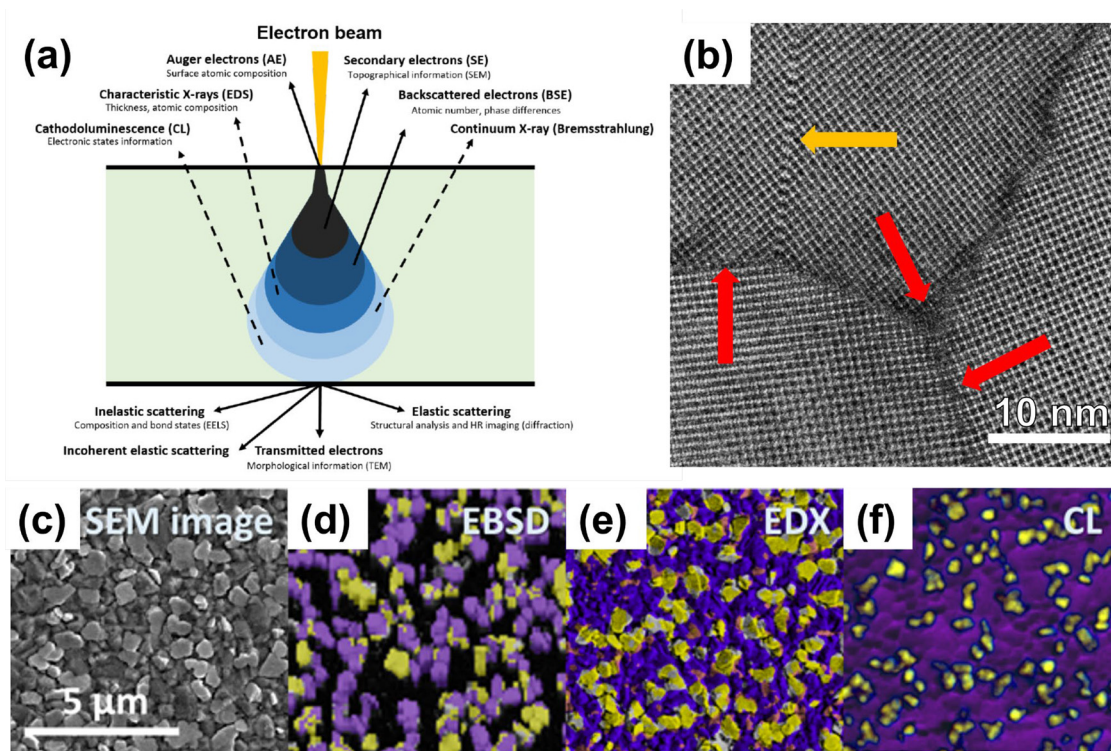 (a)
Electron beam
Auger electrons (AE)
Surface atomic composition
Secondary electrons (SE)
Topographical information (SEM)
Characteristic X-rays (EDS)
Thickness, atomic composition
Backscattered electrons (BSE)
Atomic number, phase differences
Cathodoluminescence (CL)
Electronic states information
Continuum X-ray (Bremsstrahlung)
Inelastic scattering
Composition and bond states (EELS)
Elastic scattering
Structural analysis and HR imaging (diffraction)
Incoherent elastic scattering
Transmitted electrons
Morphological information (TEM)
(b)
10 nm
(c)
SEM image
5 µm
(d)
EBSD
(e)
EDX
(f)
CL